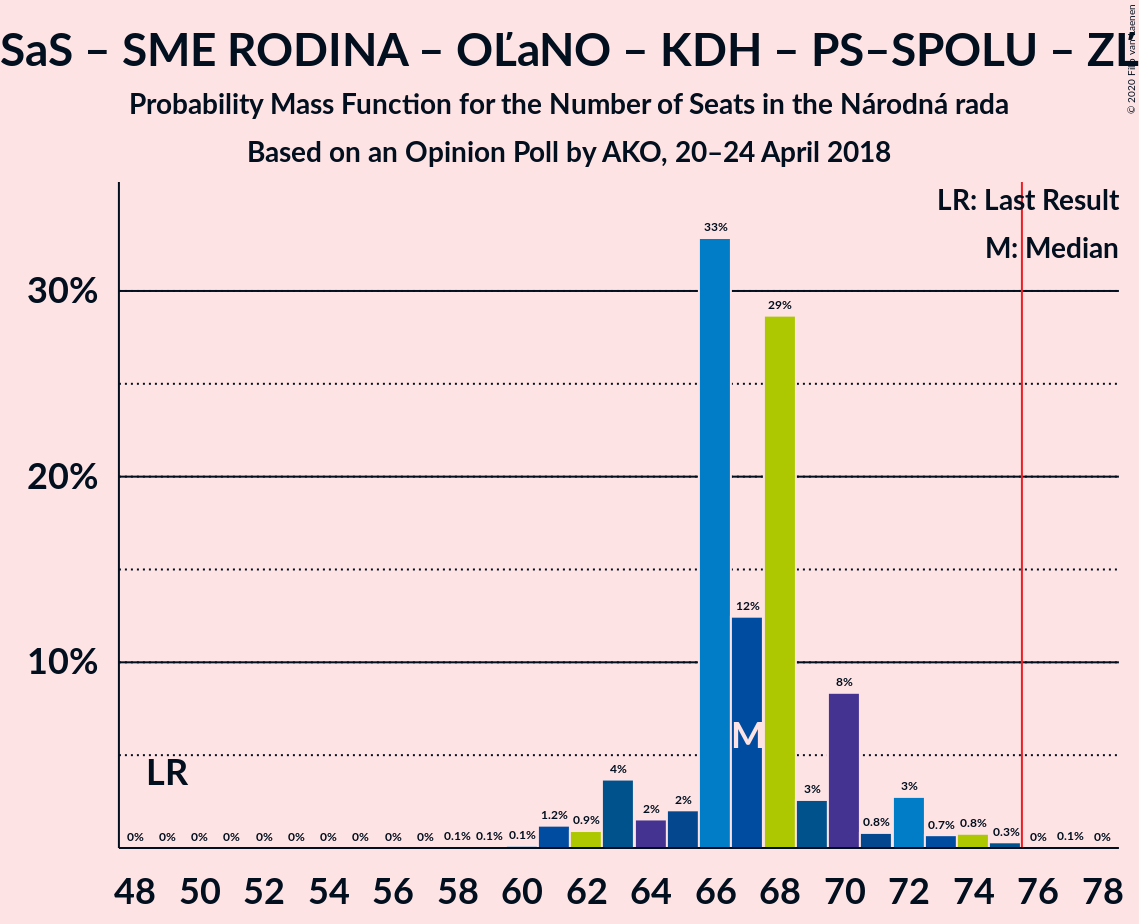 SaS – SME RODINA – OĽaNO – KDH – PS–SPOLU – ZĽ
Probability Mass Function for the Number of Seats in the Národná rada
Based on an Opinion Poll by AKO, 20–24 April 2018
© 2020 Filip van Laenen
LR: Last Result
M: Median
30%
20%
10%
33%
29%
12%
8%
4%
2%
2%
3%
3%
1.2%
0.9%
0.8%
0.7%
0.8%
0.3%
0%
0.1%
0%
0% 0% 0% 0% 0% 0% 0% 0% 0% 0% 0.1% 0.1% 0.1%
LR
M
48 50 52 54 56 58 60 62 64 66 68 70 72 74 76 78